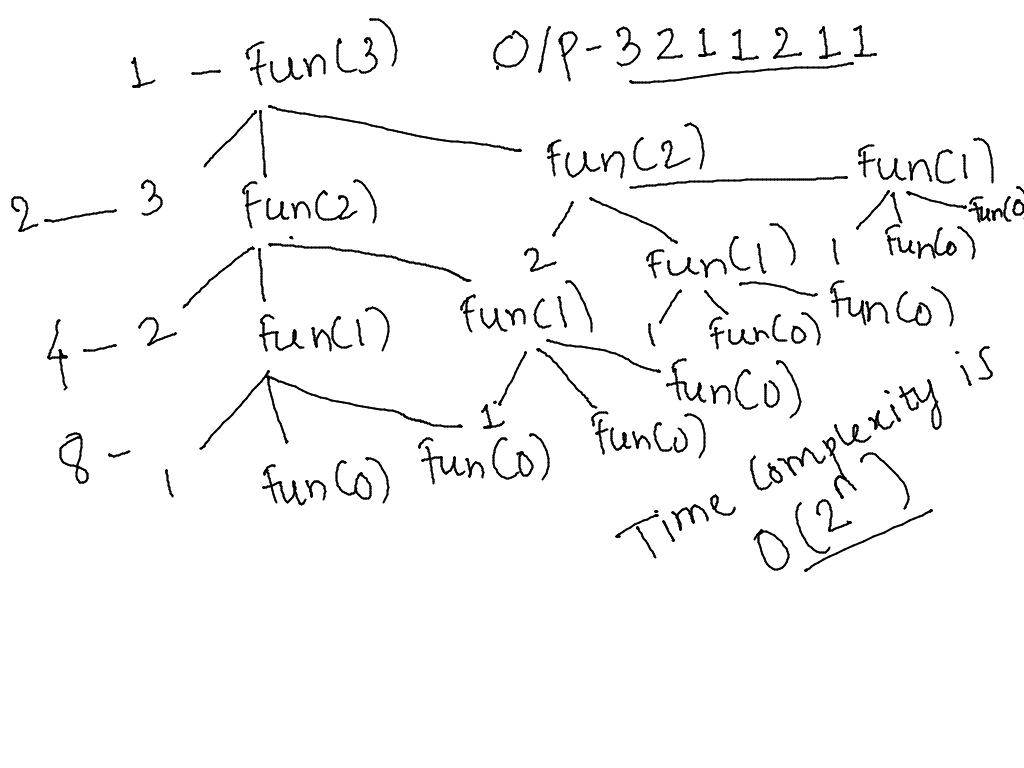 1 - Fun(3) O/P-3211211
Fun(2) Fun(1)
2 - 3 Fun(2) Fun(0)
2 Fun(1) 1 Fun(0)
4 - 2 Fun(1) Fun(1) 1 Fun(0) Fun(0)
1 Fun(0) Fun(0)
8 - 1 Fun(0) Fun(0)
Time complexity is
O(2^n)